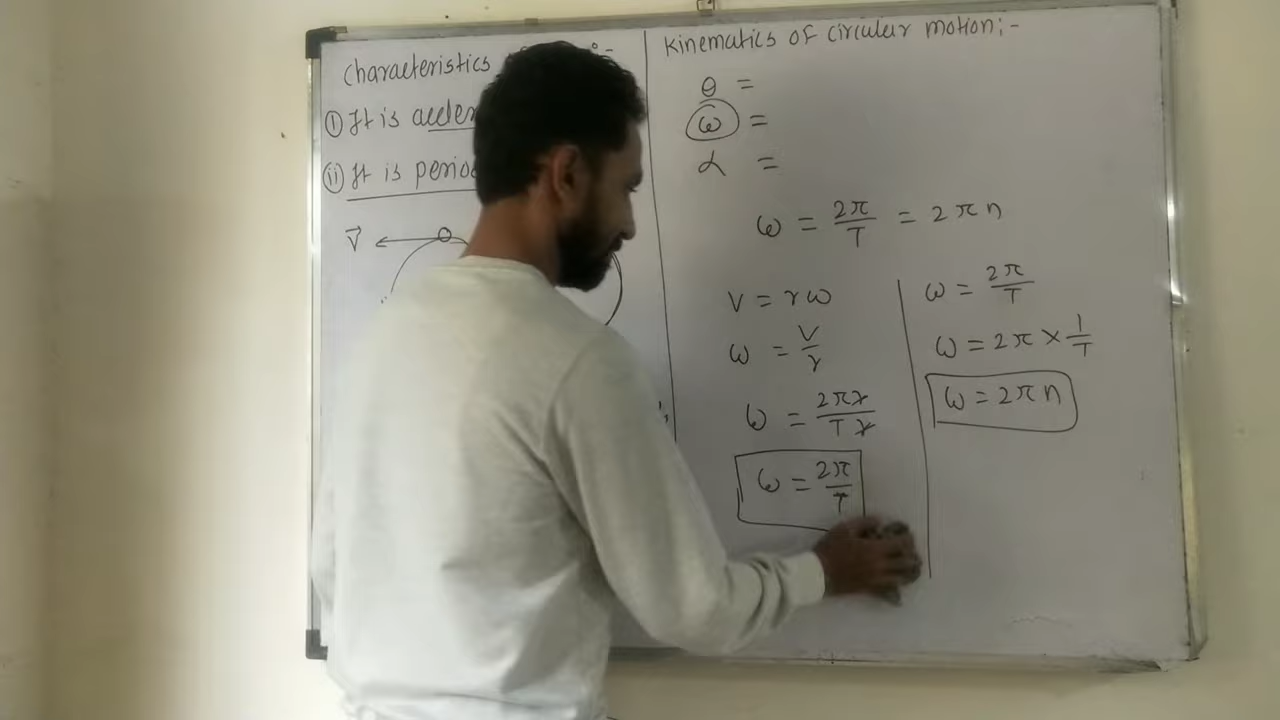 Characteristics
(i) It is
(ii) It is
V⃗
Kinematics of circular motion:-
θ =
ω =
α =
ω = 2π/T = 2πn
V = rω
ω = V/r
ω = 2πr/Tr
ω = 2π/T
ω = 2π/T
ω = 2π × 1/T
ω = 2πn